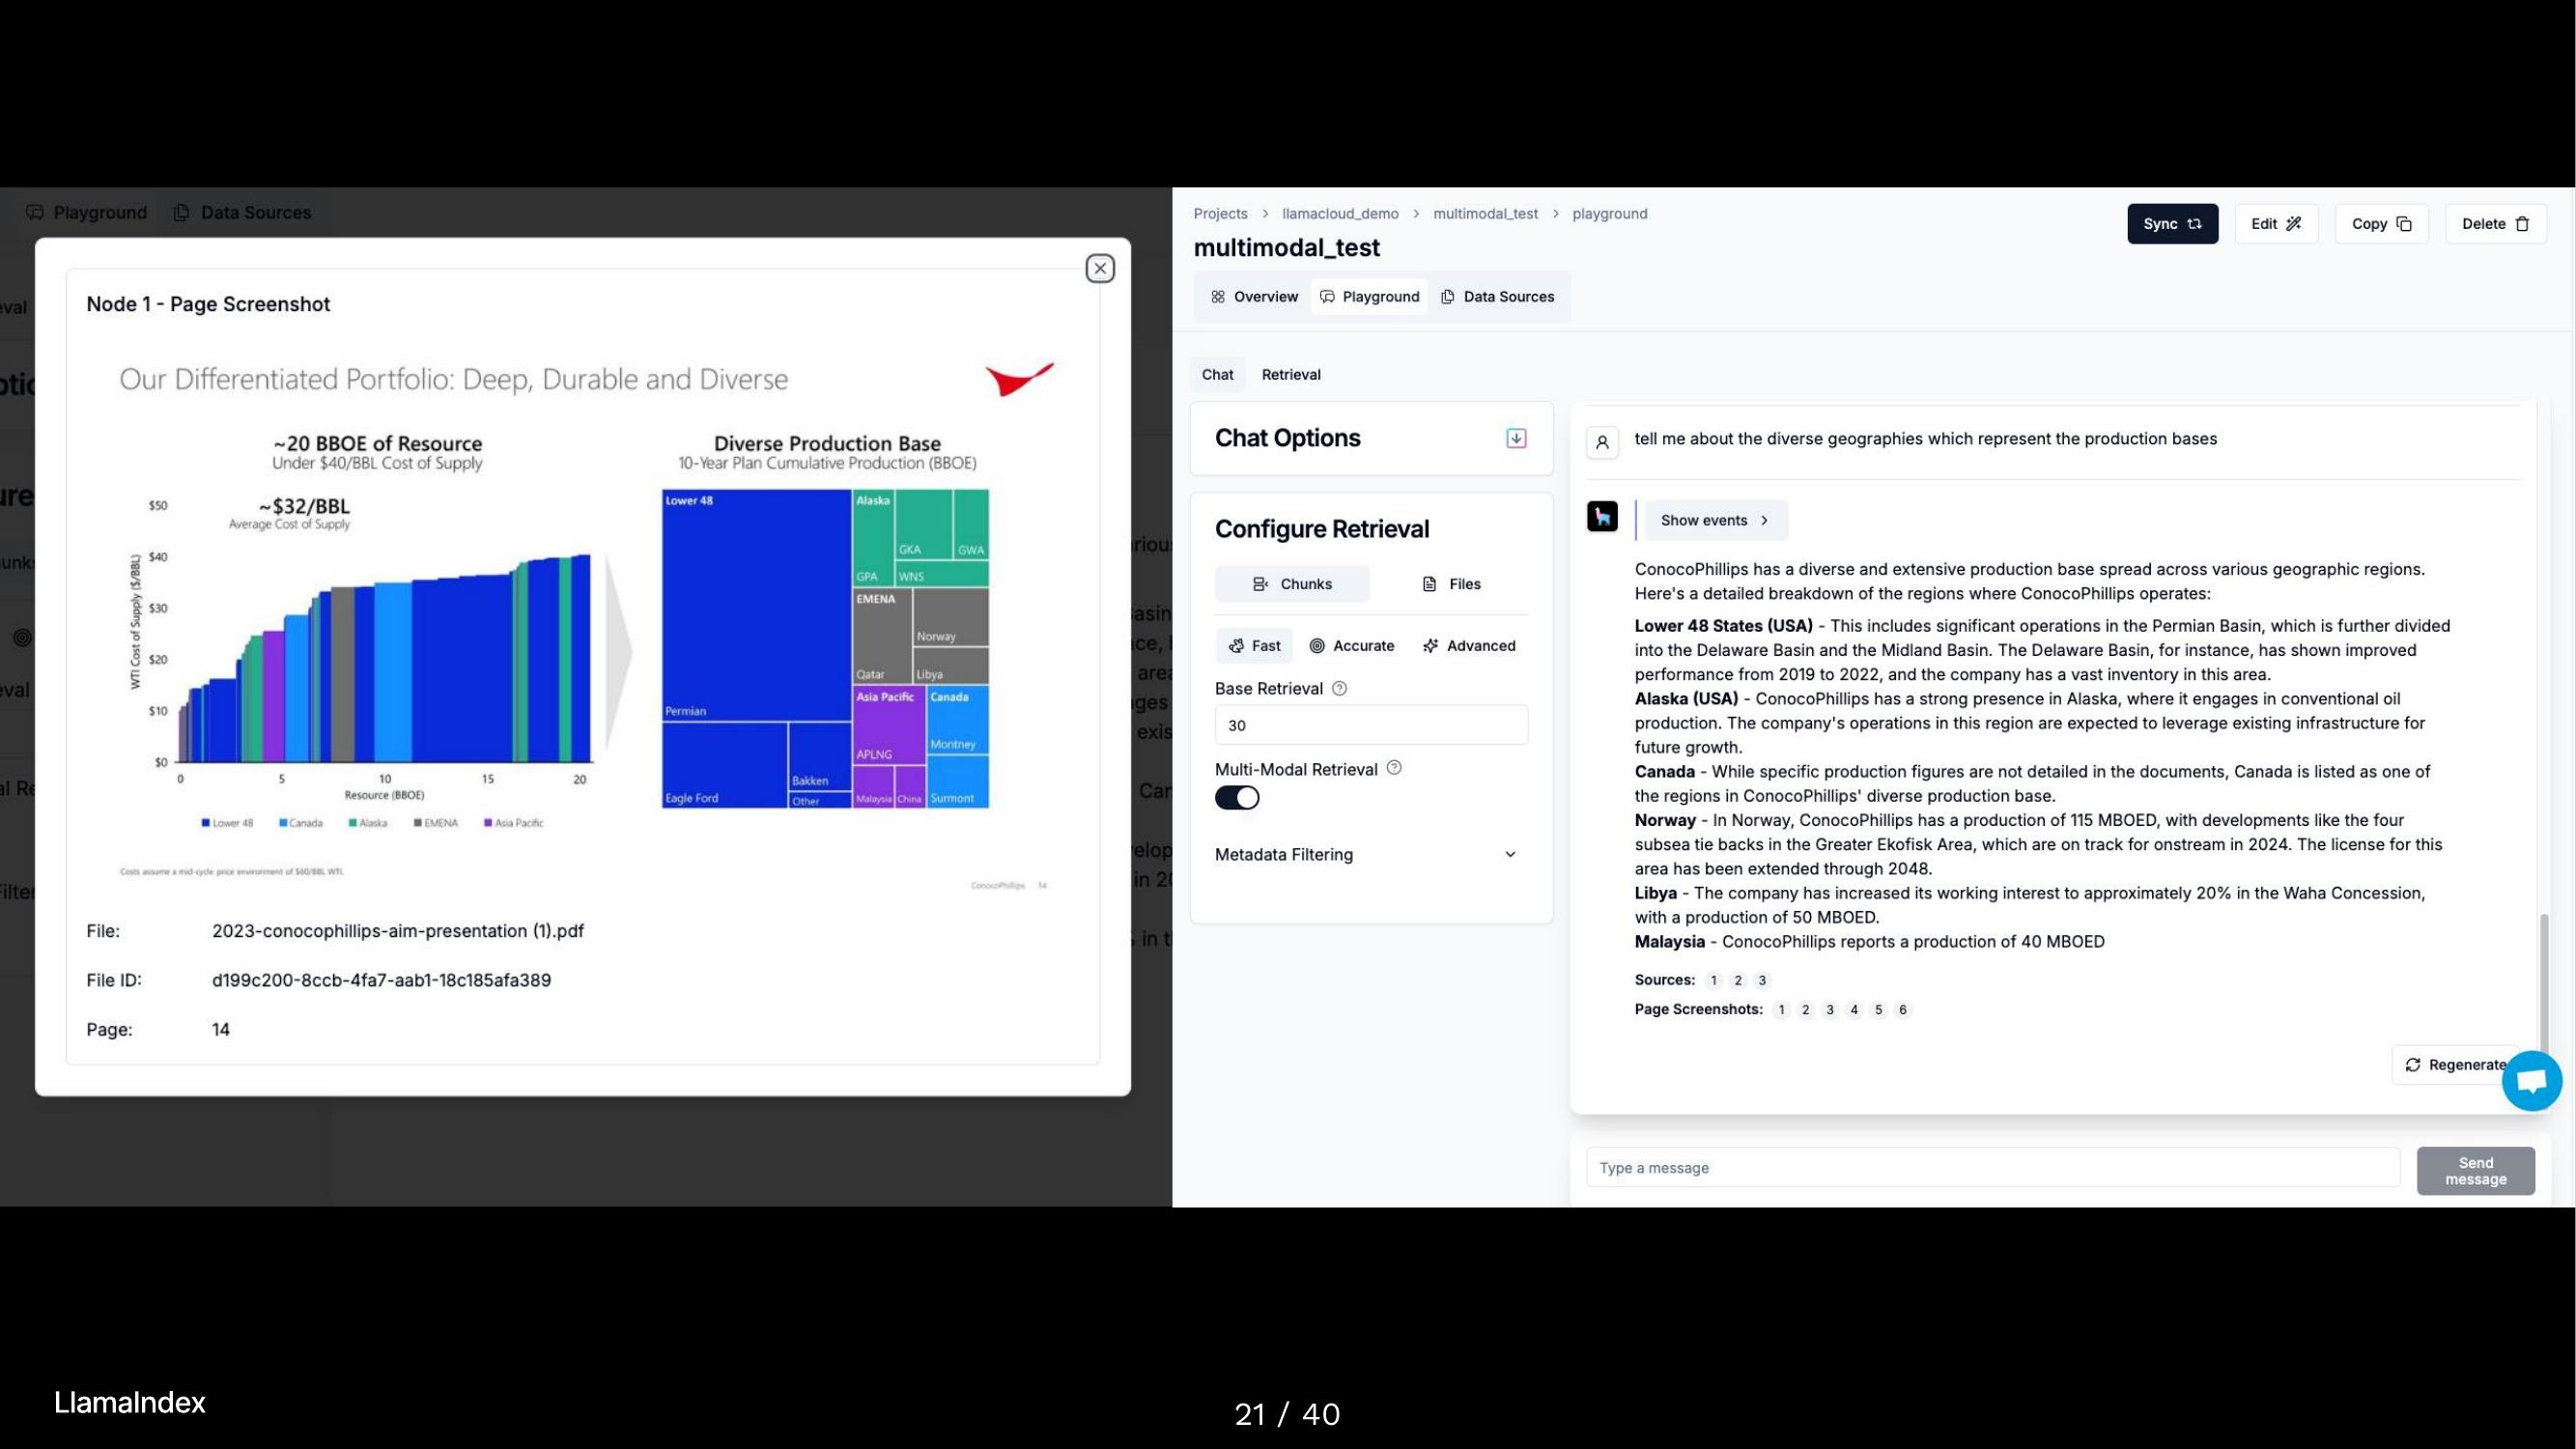 Playground
Data Sources
Node 1 - Page Screenshot
Our Differentiated Portfolio: Deep, Durable and Diverse
~20 BBOE of Resource
Under $40/BBL Cost of Supply
~$32/BBL
Average Cost of Supply
WTI Cost of Supply ($/BBL)
$50
$40
$30
$20
$10
$0
0 5 10 15 20
Resource (BBOE)
Lower 48 Canada Alaska EMENA Asia Pacific
Diverse Production Base
10-Year Plan Cumulative Production (BBOE)
Lower 48
Permian
Eagle Ford
Bakken
Other
Alaska
GKA
GWA
GPA
WNS
EMENA
Norway
Qatar
Libya
Asia Pacific
APLNG
Malaysia
China
Canada
Montney
Surmont
Costs assume a mid-cycle price environment of $60/BBL WTI.
ConocoPhillips 14
File: 2023-conocophillips-aim-presentation (1).pdf
File ID: d199c200-8ccb-4fa7-aab1-18c185afa389
Page: 14
Projects > llamacloud_demo > multimodal_test > playground
multimodal_test
Sync
Edit
Copy
Delete
Overview
Playground
Data Sources
Chat
Retrieval
Chat Options
Configure Retrieval
Chunks
Files
Fast
Accurate
Advanced
Base Retrieval
30
Multi-Modal Retrieval
Metadata Filtering
tell me about the diverse geographies which represent the production bases
Show events
ConocoPhillips has a diverse and extensive production base spread across various geographic regions.
Here's a detailed breakdown of the regions where ConocoPhillips operates:
Lower 48 States (USA) - This includes significant operations in the Permian Basin, which is further divided
into the Delaware Basin and the Midland Basin. The Delaware Basin, for instance, has shown improved
performance from 2019 to 2022, and the company has a vast inventory in this area.
Alaska (USA) - ConocoPhillips has a strong presence in Alaska, where it engages in conventional oil
production. The company's operations in this region are expected to leverage existing infrastructure for
future growth.
Canada - While specific production figures are not detailed in the documents, Canada is listed as one of
the regions in ConocoPhillips' diverse production base.
Norway - In Norway, ConocoPhillips has a production of 115 MBOED, with developments like the four
subsea tie backs in the Greater Ekofisk Area, which are on track for onstream in 2024. The license for this
area has been extended through 2048.
Libya - The company has increased its working interest to approximately 20% in the Waha Concession,
with a production of 50 MBOED.
Malaysia - ConocoPhillips reports a production of 40 MBOED
Sources: 1 2 3
Page Screenshots: 1 2 3 4 5 6
Regenerate
Type a message
Send
message
LlamaIndex
21 / 40